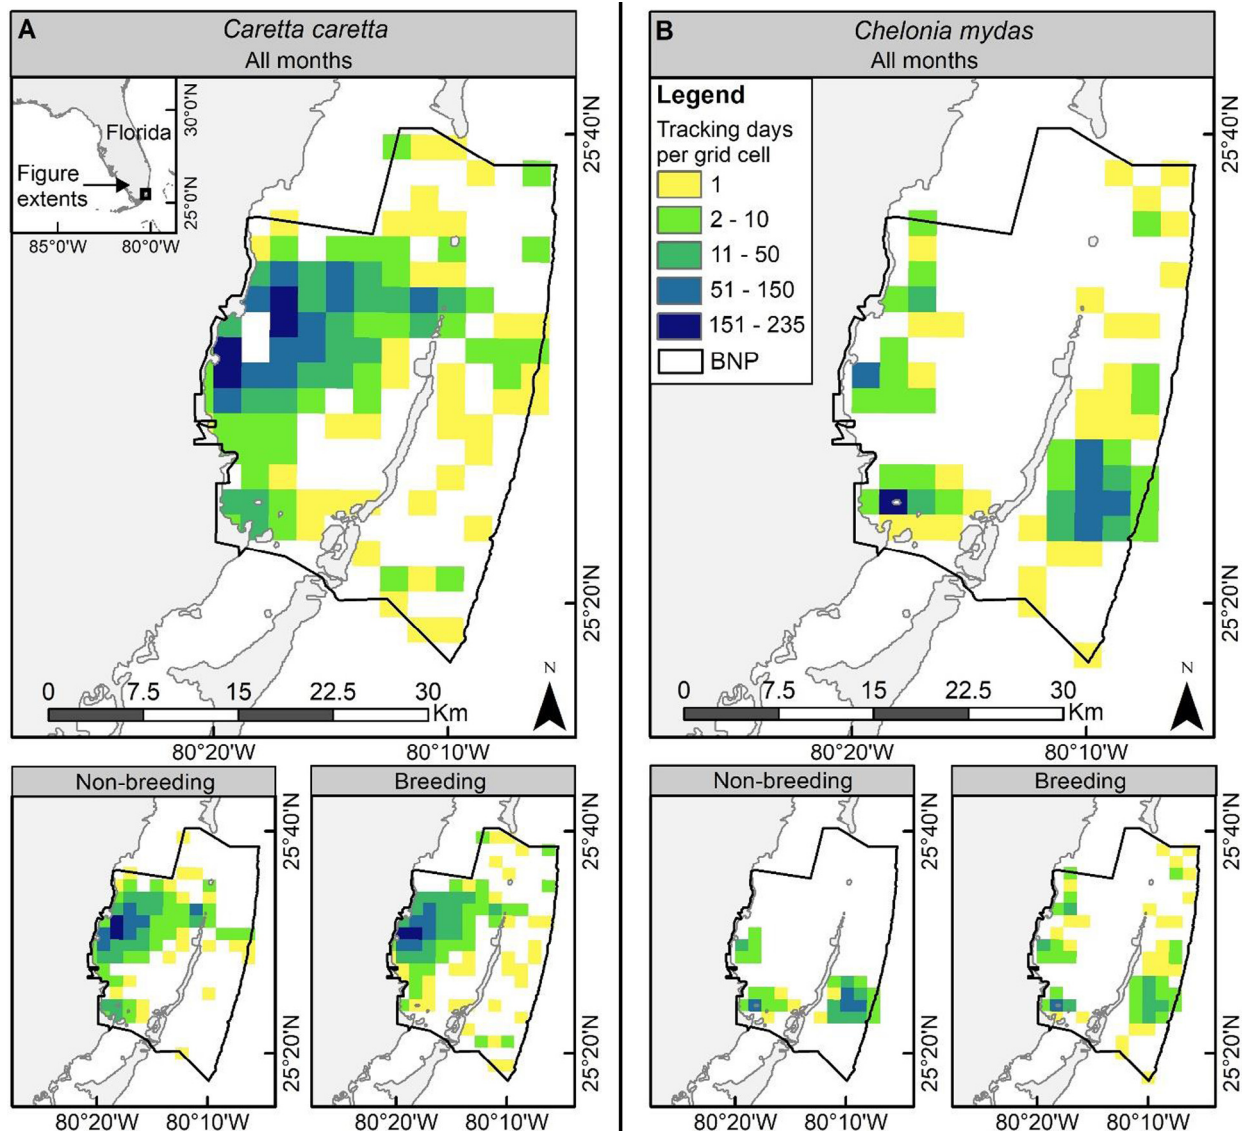 A
Caretta caretta
All months
Florida
Figure
extents
30°0'N
25°0'N
85°0'W
80°0'W
25°40'N
25°20'N
N
0
7.5
15
22.5
30
Km
80°20'W
80°10'W
Non-breeding
25°40'N
25°20'N
80°20'W
80°10'W
Breeding
25°40'N
25°20'N
80°20'W
80°10'W
B
Chelonia mydas
All months
Legend
Tracking days
per grid cell
1
2 - 10
11 - 50
51 - 150
151 - 235
BNP
25°40'N
25°20'N
N
0
7.5
15
22.5
30
Km
80°20'W
80°10'W
Non-breeding
25°40'N
25°20'N
80°20'W
80°10'W
Breeding
25°40'N
25°20'N
80°20'W
80°10'W